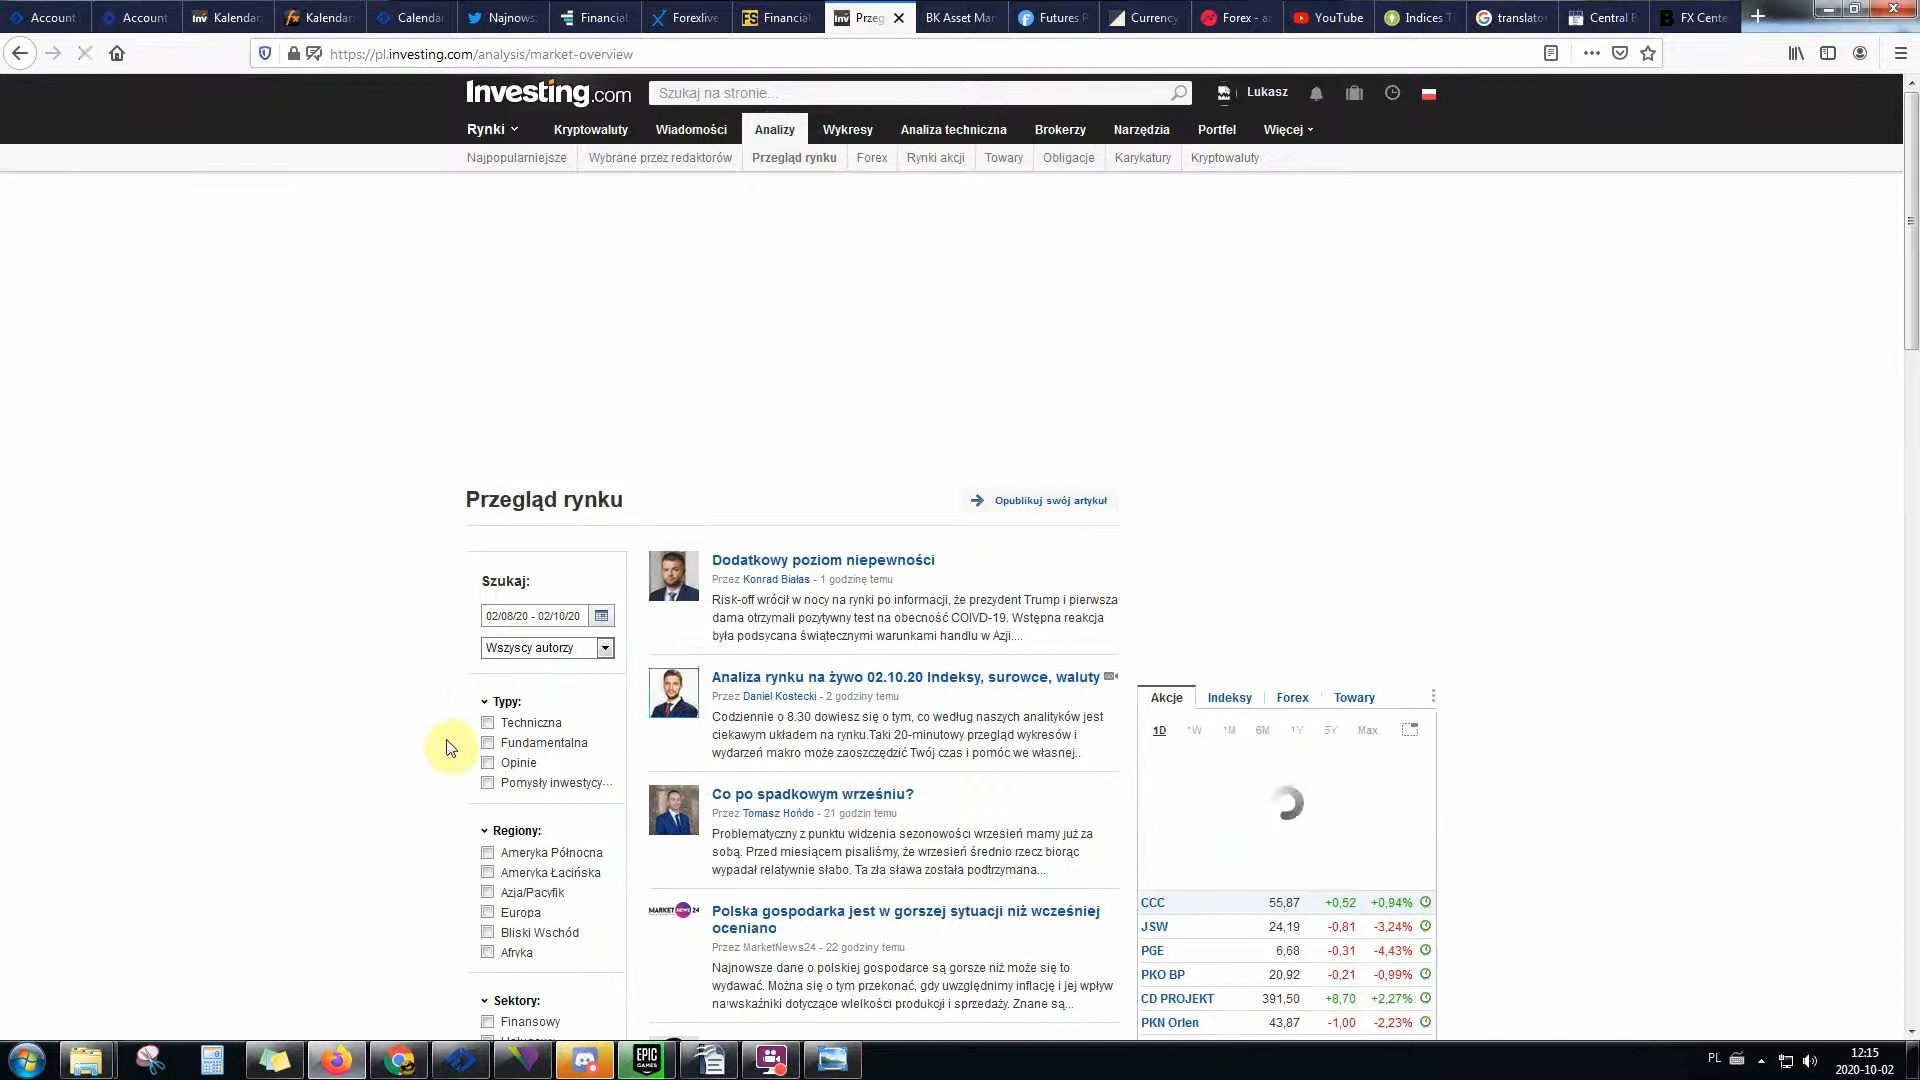 Account
Account
Kalendar
Kalendar
Calendar
Najnows
Financial
Forexlive
Financial
Przeg
BK Asset Man
Futures
Currency
Forex - a
YouTube
Indices T
translator
Central B
FX Cente
https://pl.investing.com/analysis/market-overview
Investing.com
Szukaj na stronie...
Lukasz
Rynki
Kryptowaluty
Wiadomości
Analizy
Wykresy
Analiza techniczna
Brokerzy
Narzędzia
Portfel
Więcej
Najpopularniejsze
Wybrane przez redaktorów
Przegląd rynku
Forex
Rynki akcji
Towary
Obligacje
Karykatury
Kryptowaluty
Przegląd rynku
Opublikuj swój artykuł
Szukaj:
02/08/20 - 02/10/20
Wszyscy autorzy
Typy:
Techniczna
Fundamentalna
Opinie
Pomysły inwestycy...
Regiony:
Ameryka Północna
Ameryka Łacińska
Azja/Pacyfik
Europa
Bliski Wschód
Afryka
Sektory:
Finansowy
Dodatkowy poziom niepewności
Przez Konrad Białas - 1 godzinę temu
Risk-off wrócił w nocy na rynki po informacji, że prezydent Trump i pierwsza
dama otrzymali pozytywny test na obecność COIVD-19. Wstępna reakcja
była podsycana świątecznymi warunkami handlu w Azji....
Analiza rynku na żywo 02.10.20 Indeksy, surowce, waluty
Przez Daniel Kostecki - 2 godziny temu
Codziennie o 8.30 dowiesz się o tym, co według naszych analityków jest
ciekawym układem na rynku.Taki 20-minutowy przegląd wykresów i
wydarzeń makro może zaoszczędzić Twój czas i pomóc we własnej..
Co po spadkowym wrześniu?
Przez Tomasz Hońdo - 21 godzin temu
Problematyczny z punktu widzenia sezonowości wrzesień mamy już za
sobą. Przed miesiącem pisaliśmy, że wrzesień średnio rzecz biorąc
wypadał relatywnie słabo. Ta zła sława została podtrzymana...
MARKET NEWS 24
Polska gospodarka jest w gorszej sytuacji niż wcześniej
oceniano
Przez MarketNews24 - 22 godziny temu
Najnowsze dane o polskiej gospodarce są gorsze niż może się to
wydawać. Można się o tym przekonać, gdy uwzględnimy inflację i jej wpływ
na wskaźniki dotyczące wielkości produkcji i sprzedaży. Znane są...
Akcje
Indeksy
Forex
Towary
1D
1W
1M
6M
1Y
5Y
Max
CCC 55,87 +0,52 +0,94%
JSW 24,19 -0,81 -3,24%
PGE 6,68 -0,31 -4,43%
PKO BP 20,92 -0,21 -0,99%
CD PROJEKT 391,50 +8,70 +2,27%
PKN Orlen 43,87 -1,00 -2,23%
EPIC
GAMES
PL
12:15
2020-10-02